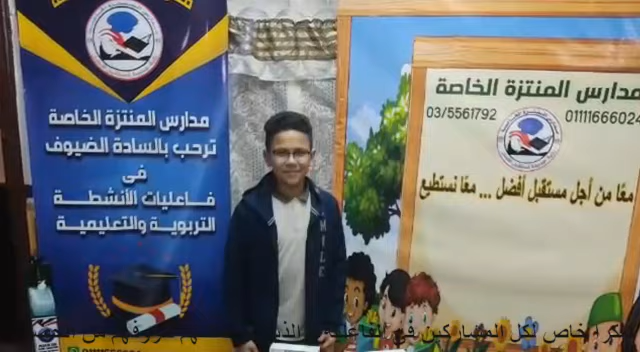 مدارس المنتزة الخاصة
ترحب بالسادة الضيوف
فى
فاعليات الأنشطة
التربوية والتعليمية
مدارس المنتزة الخاصة
03/5561792
01111666024
معًا من أجل مستقبل أفضل ... معًا نستطيع
خاص لكل المشاركين في